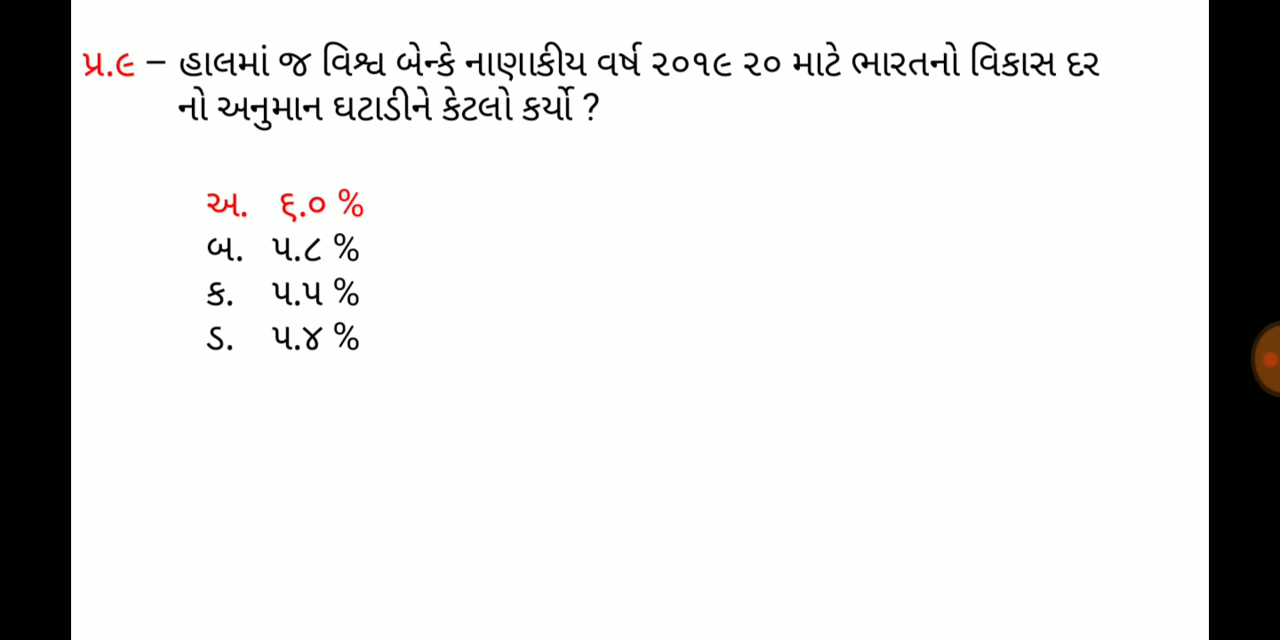 પ્ર.૯ – હાલમાં જ વિશ્વ બેન્કે નાણાકીય વર્ષ ૨૦૧૯ ૨૦ માટે ભારતનો વિકાસ દર
નો અનુમાન ઘટાડીને કેટલો કર્યો ?
અ. ૬.૦ %
બ. ૫.૮ %
ક. ૫.૫ %
ડ. ૫.૪ %